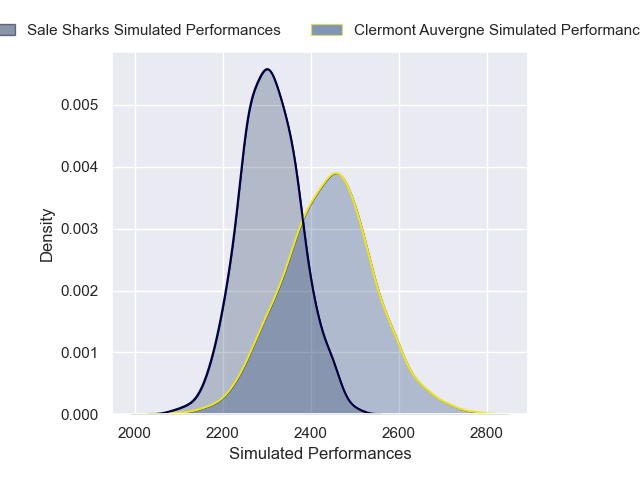 Sale Sharks Simulated Performances
Clermont Auvergne Simulated Performanc
0.005
0.004
0.003
0.002
0.001
0.000
Density
2000
2200
2400
2600
2800
Simulated Performances